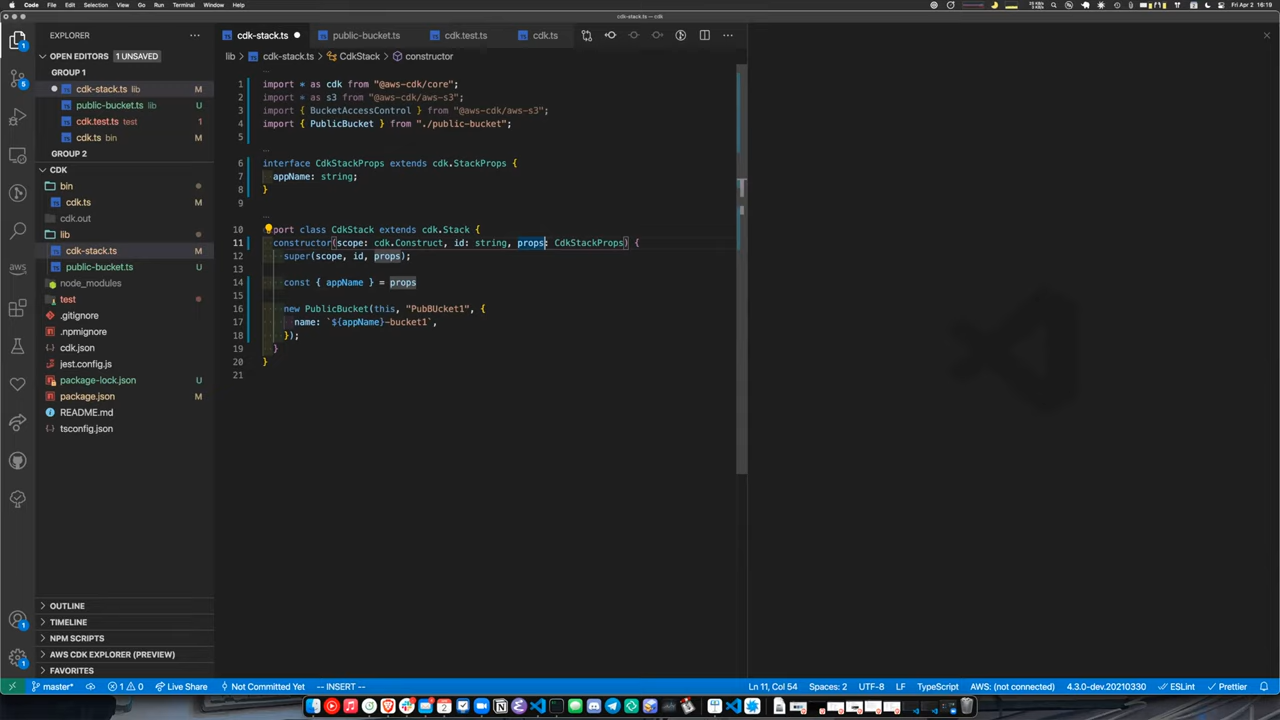 Code File Edit Selection View Go Run Terminal Window Help
Fri Apr 2 16:19
cdk-stack.ts — cdk
EXPLORER
OPEN EDITORS 1 UNSAVED
GROUP 1
cdk-stack.ts lib M
public-bucket.ts lib U
cdk.test.ts test 1
cdk.ts bin M
GROUP 2
CDK
bin
cdk.ts M
cdk.out
lib
cdk-stack.ts M
public-bucket.ts U
node_modules
test
.gitignore
.npmignore
cdk.json
jest.config.js
package-lock.json U
package.json M
README.md
tsconfig.json
OUTLINE
TIMELINE
NPM SCRIPTS
AWS CDK EXPLORER (PREVIEW)
FAVORITES
cdk-stack.ts public-bucket.ts cdk.test.ts cdk.ts
lib > cdk-stack.ts > CdkStack > constructor
1 import * as cdk from "@aws-cdk/core";
2 import * as s3 from "@aws-cdk/aws-s3";
3 import { BucketAccessControl } from "@aws-cdk/aws-s3";
4 import { PublicBucket } from "./public-bucket";
5
6 interface CdkStackProps extends cdk.StackProps {
7 appName: string;
8 }
9
10 port class CdkStack extends cdk.Stack {
11 constructor(scope: cdk.Construct, id: string, props: CdkStackProps) {
12 super(scope, id, props);
13
14 const { appName } = props
15
16 new PublicBucket(this, "PubBUcket1", {
17 name: `${appName}-bucket1`,
18 });
19 }
20 }
21
master* 1 0 Live Share Not Committed Yet -- INSERT -- Ln 11, Col 54 Spaces: 2 UTF-8 LF TypeScript AWS: (not connected) 4.3.0-dev.20210330 ESLint Prettier